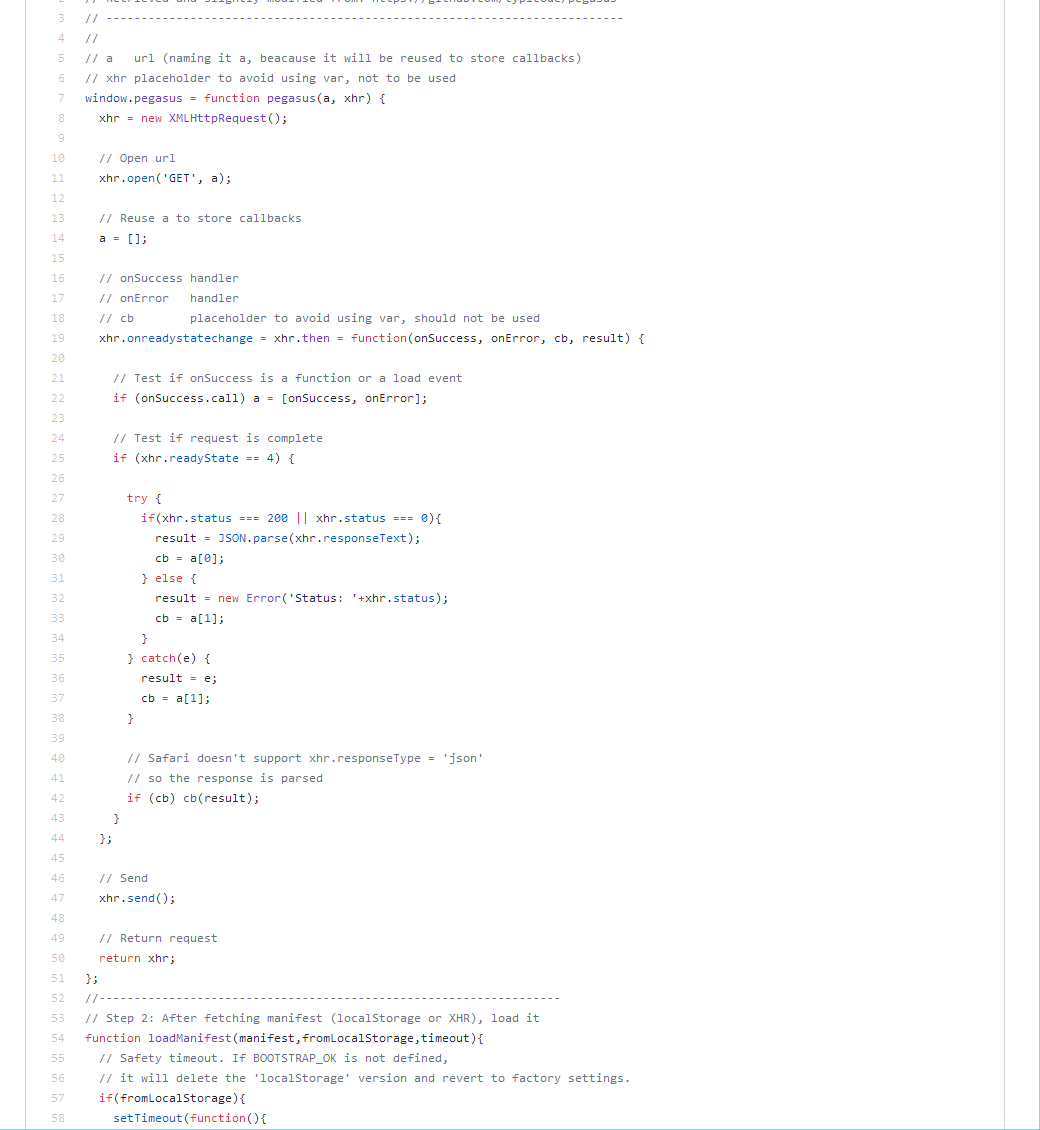 2 // Retrieved and slightly modified from: https://github.com/typicode/pegasus
3 // --------------------------------------------------------------------------
4 //
5 // a   url (naming it a, beacause it will be reused to store callbacks)
6 // xhr placeholder to avoid using var, not to be used
7 window.pegasus = function pegasus(a, xhr) {
8   xhr = new XMLHttpRequest();
9
10   // Open url
11   xhr.open('GET', a);
12
13   // Reuse a to store callbacks
14   a = [];
15
16   // onSuccess handler
17   // onError   handler
18   // cb        placeholder to avoid using var, should not be used
19   xhr.onreadystatechange = xhr.then = function(onSuccess, onError, cb, result) {
20
21     // Test if onSuccess is a function or a load event
22     if (onSuccess.call) a = [onSuccess, onError];
23
24     // Test if request is complete
25     if (xhr.readyState == 4) {
26
27       try {
28         if(xhr.status === 200 || xhr.status === 0){
29           result = JSON.parse(xhr.responseText);
30           cb = a[0];
31         } else {
32           result = new Error('Status: '+xhr.status);
33           cb = a[1];
34         }
35       } catch(e) {
36         result = e;
37         cb = a[1];
38       }
39
40       // Safari doesn't support xhr.responseType = 'json'
41       // so the response is parsed
42       if (cb) cb(result);
43     }
44   };
45
46   // Send
47   xhr.send();
48
49   // Return request
50   return xhr;
51 };
52 //------------------------------------------------------------------
53 // Step 2: After fetching manifest (localStorage or XHR), load it
54 function loadManifest(manifest,fromLocalStorage,timeout){
55   // Safety timeout. If BOOTSTRAP_OK is not defined,
56   // it will delete the 'localStorage' version and revert to factory settings.
57   if(fromLocalStorage){
58     setTimeout(function(){